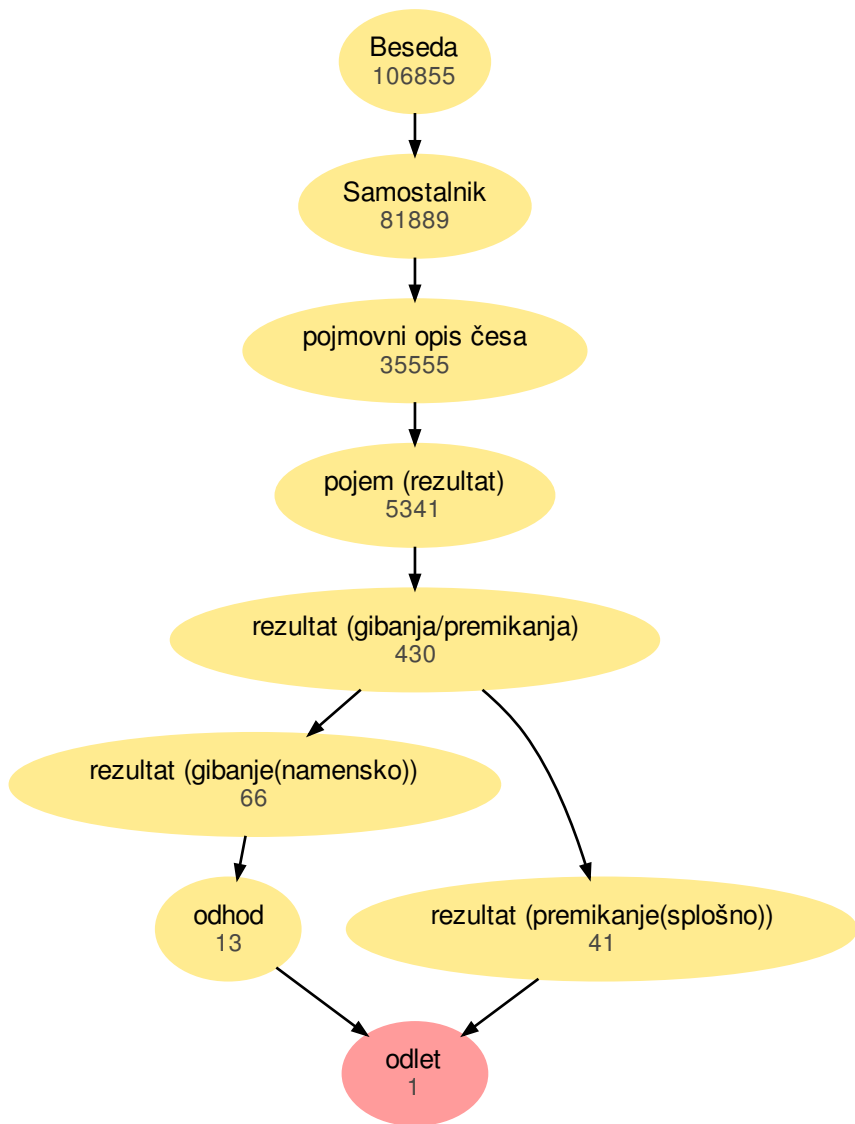 Beseda
106855
Samostalnik
81889
pojmovni opis česa
35555
pojem (rezultat)
5341
rezultat (gibanja/premikanja)
430
rezultat (gibanje(namensko))
66
odhod
13
rezultat (premikanje(splošno))
41
odlet
1